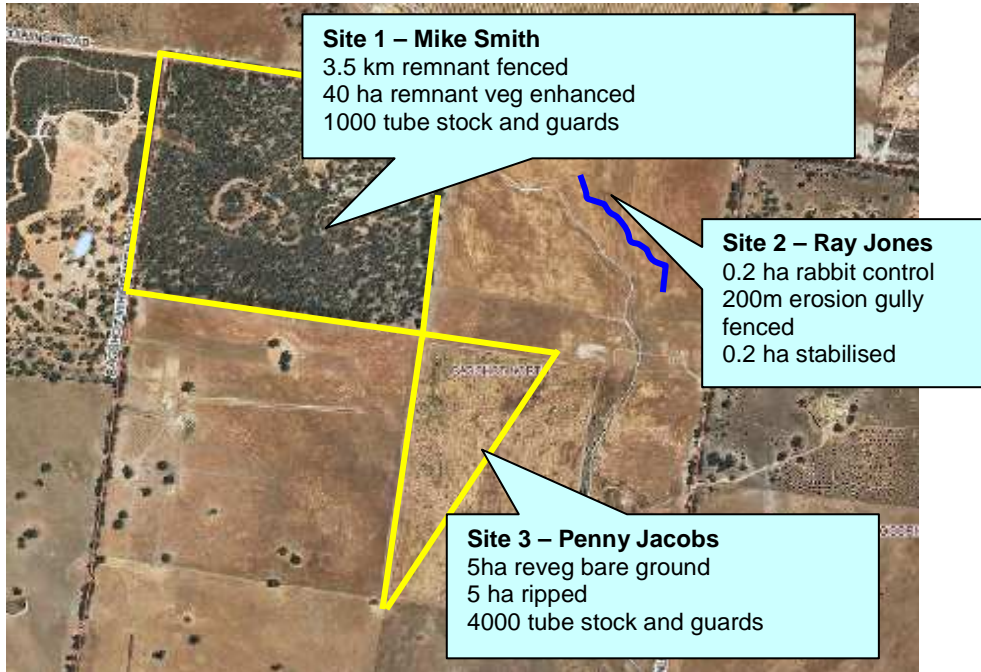 Site 1 – Mike Smith
3.5 km remnant fenced
40 ha remnant veg enhanced
1000 tube stock and guards
Site 2 – Ray Jones
0.2 ha rabbit control
200m erosion gully
fenced
0.2 ha stabilised
Site 3 – Penny Jacobs
5ha reveg bare ground
5 ha ripped
4000 tube stock and guards